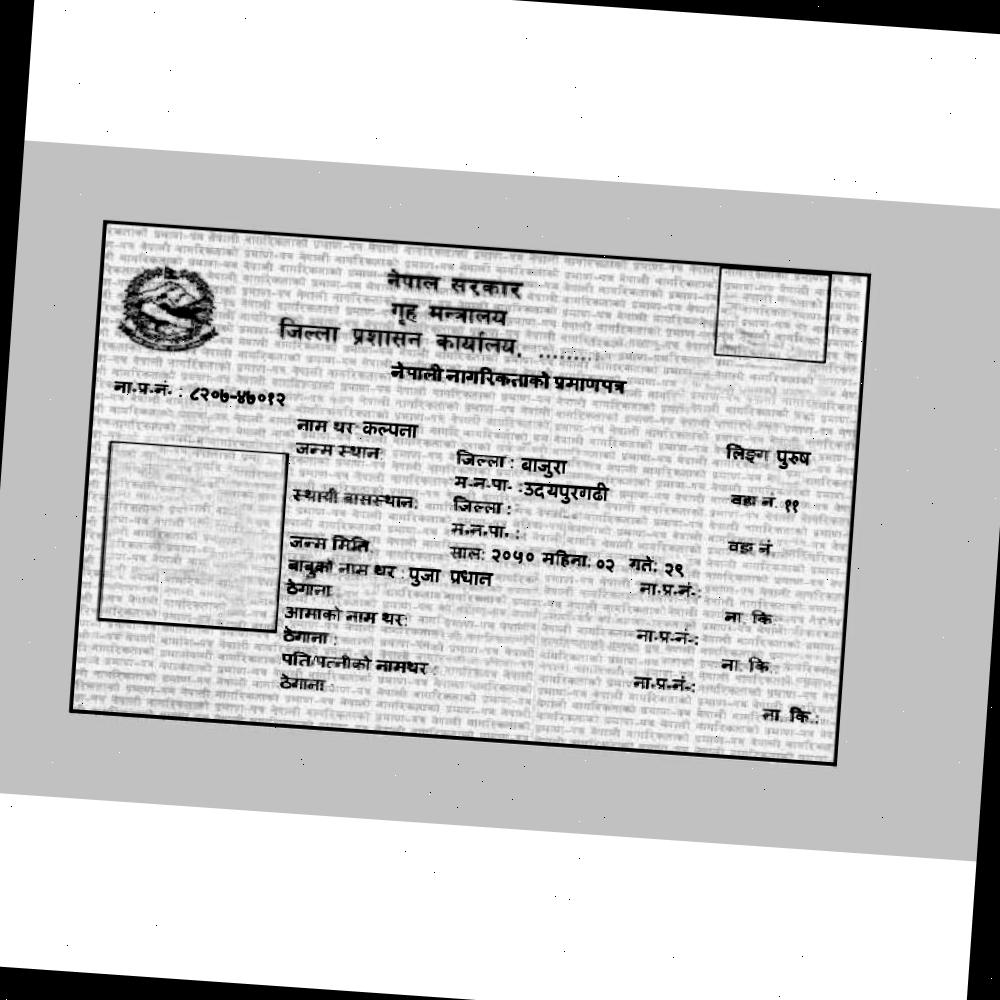 नेपाल सरकार
गृह मन्त्रालय
जिल्ला प्रशासन कार्यालय, ........
नेपाली नागरिकताको प्रमाणपत्र
ना.प्र.नं. : ८२०७-४७०१२
नाम थर: कल्पना लिङ्ग पुरुष
जन्म स्थान: जिल्ला : बाजुरा
म.न.पा. :उदयपुरगढी वडा नं. ११
स्थायी बासस्थान: जिल्ला :
म.न.पा. : वडा नं.
जन्म मिति: साल: २०५० महिना: ०२ गते: २९
बाबुको नाम थर : पुजा प्रधान ना.प्र.नं.:
ठेगाना: ना. कि.:
आमाको नाम थर: ना.प्र.नं.:
ठेगाना : ना. कि.:
पति/पत्नीको नामथर : ना.प्र.नं.:
ठेगाना : ना. कि.: